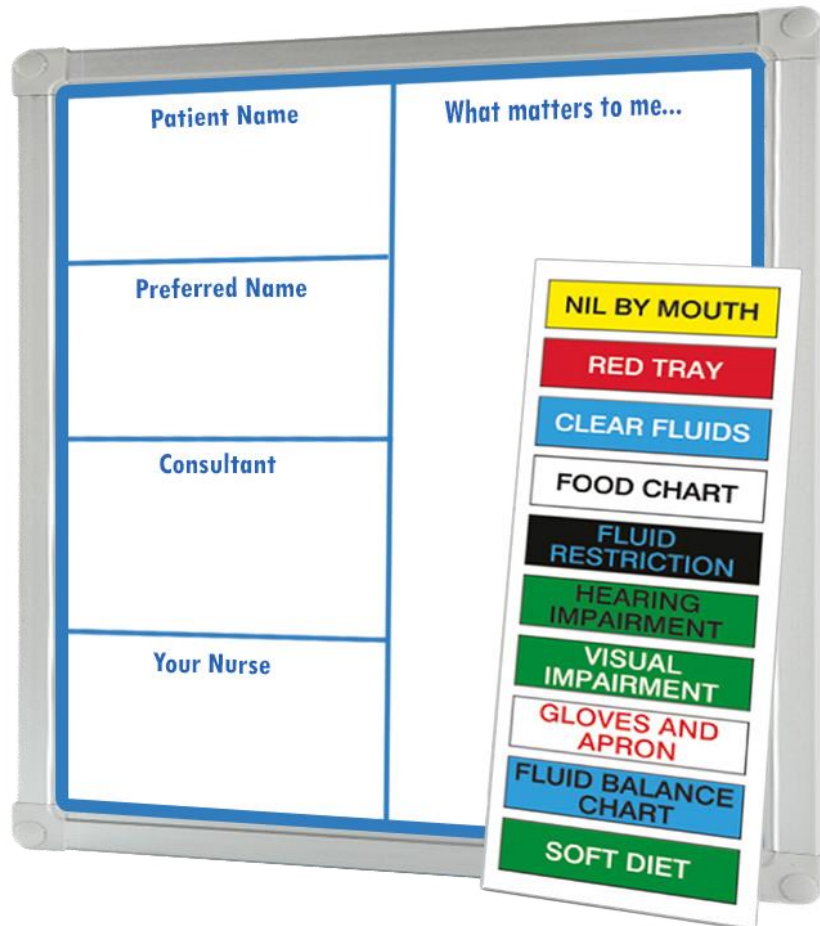 Patient Name
What matters to me...
Preferred Name
Consultant
Your Nurse
NIL BY MOUTH
RED TRAY
CLEAR FLUIDS
FOOD CHART
FLUID
RESTRICTION
HEARING
IMPAIRMENT
VISUAL
IMPAIRMENT
GLOVES AND
APRON
FLUID BALANCE
CHART
SOFT DIET